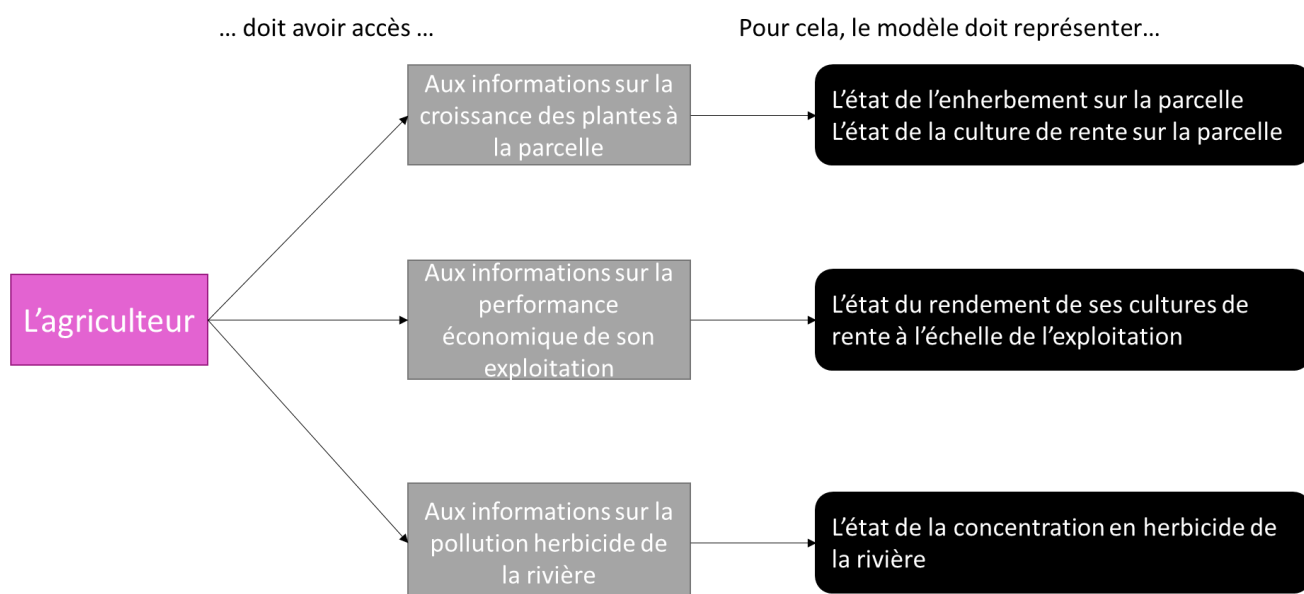 … doit avoir accès …
Pour cela, le modèle doit représenter…
L’agriculteur
Aux informations sur la
croissance des plantes à
la parcelle
L’état de l’enherbement sur la parcelle
L’état de la culture de rente sur la parcelle
Aux informations sur la
performance
économique de son
exploitation
L’état du rendement de ses cultures de
rente à l’échelle de l’exploitation
Aux informations sur la
pollution herbicide de
la rivière
L’état de la concentration en herbicide de
la rivière